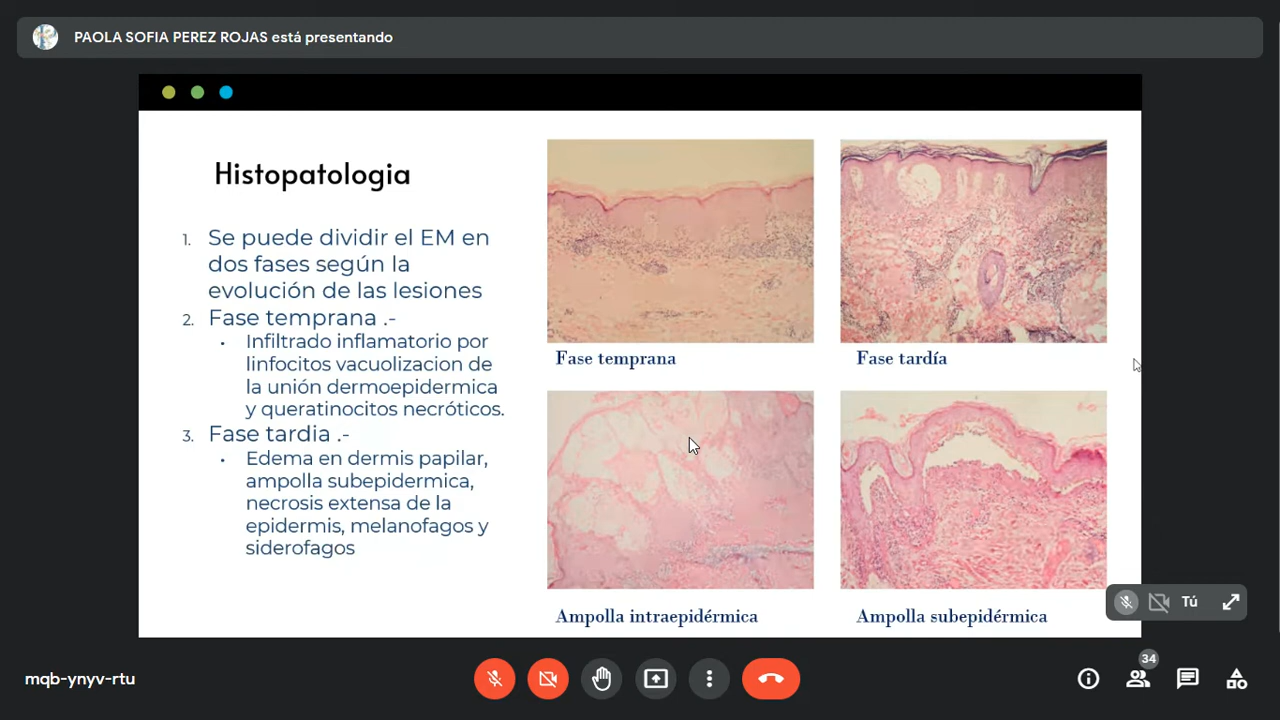 PAOLA SOFIA PEREZ ROJAS está presentando
Histopatologia
1. Se puede dividir el EM en
dos fases según la
evolución de las lesiones
2. Fase temprana .-
• Infiltrado inflamatorio por
linfocitos vacuolizacion de
la unión dermoepidermica
y queratinocitos necróticos.
3. Fase tardia .-
• Edema en dermis papilar,
ampolla subepidermica,
necrosis extensa de la
epidermis, melanofagos y
siderofagos
Fase temprana
Fase tardía
Ampolla intraepidérmica
Ampolla subepidérmica
Tú
mqb-ynyv-rtu
34